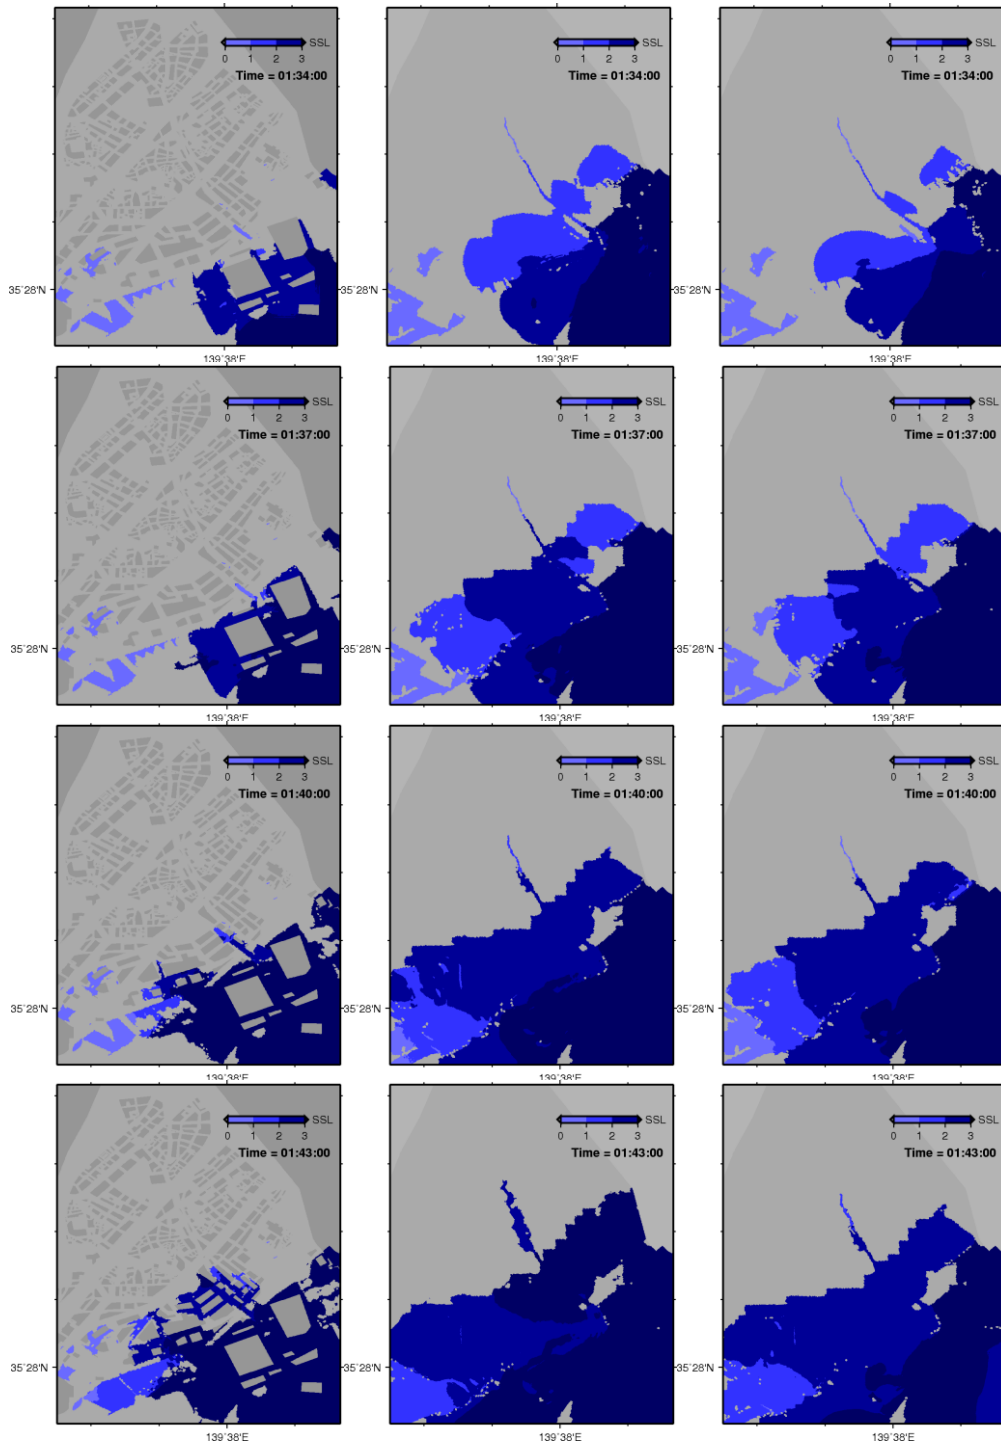 SSL SSL SSL
0 1 2 3 0 1 2 3 0 1 2 3
Time = 01:34:00 Time = 01:34:00 Time = 01:34:00
35˚28'N 35˚28'N 35˚28'N
139˚38'E 139˚38'E 139˚38'E
SSL SSL SSL
0 1 2 3 0 1 2 3 0 1 2 3
Time = 01:37:00 Time = 01:37:00 Time = 01:37:00
35˚28'N 35˚28'N 35˚28'N
139˚38'E 139˚38'E 139˚38'E
SSL SSL SSL
0 1 2 3 0 1 2 3 0 1 2 3
Time = 01:40:00 Time = 01:40:00 Time = 01:40:00
35˚28'N 35˚28'N 35˚28'N
139˚38'E 139˚38'E 139˚38'E
SSL SSL SSL
0 1 2 3 0 1 2 3 0 1 2 3
Time = 01:43:00 Time = 01:43:00 Time = 01:43:00
35˚28'N 35˚28'N 35˚28'N
139˚38'E 139˚38'E 139˚38'E